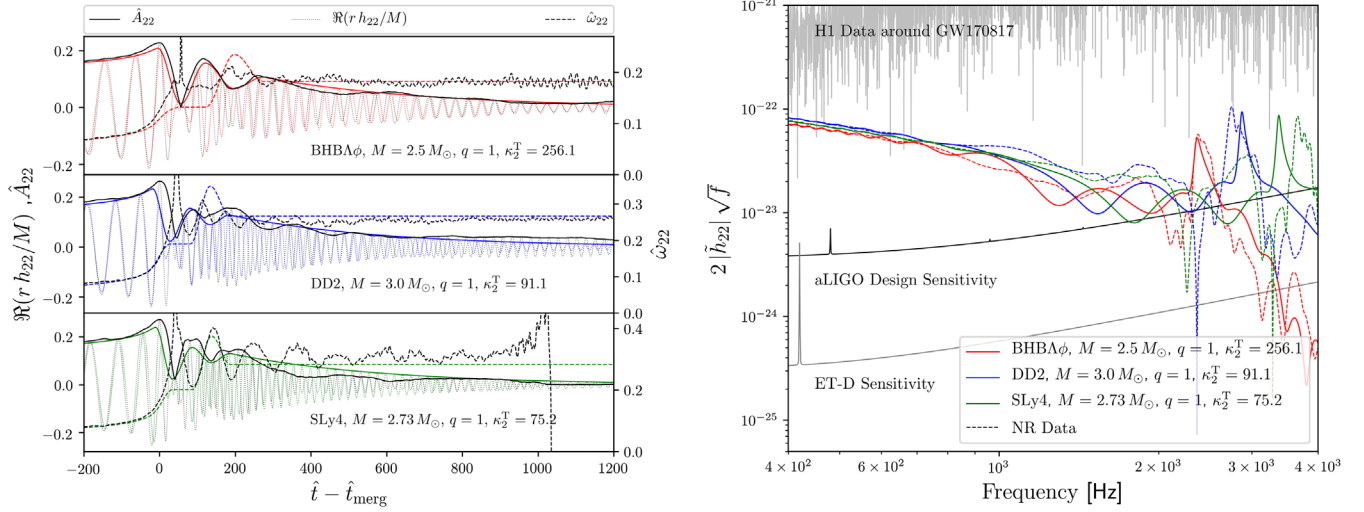 Â₂₂
ℜ(r h₂₂/M)
ω̂₂₂
0.2
0.0
−0.2
0.2
0.1
BHBΛϕ, M = 2.5 M⊙, q = 1, κ₂ᵀ = 256.1
0.2
0.0
−0.2
0.3
0.2
0.1
0.0
DD2, M = 3.0 M⊙, q = 1, κ₂ᵀ = 91.1
0.2
0.0
−0.2
0.4
0.2
0.0
SLy4, M = 2.73 M⊙, q = 1, κ₂ᵀ = 75.2
ℜ(r h₂₂/M) ,Â₂₂
ω̂₂₂
−200 0 200 400 600 800 1000 1200
t̂ − t̂merg
10⁻²¹
10⁻²²
10⁻²³
10⁻²⁴
10⁻²⁵
2 |h̃₂₂| √f
H1 Data around GW170817
aLIGO Design Sensitivity
ET-D Sensitivity
BHBΛϕ, M = 2.5 M⊙, q = 1, κ₂ᵀ = 256.1
DD2, M = 3.0 M⊙, q = 1, κ₂ᵀ = 91.1
SLy4, M = 2.73 M⊙, q = 1, κ₂ᵀ = 75.2
NR Data
4 × 10² 6 × 10² 10³ 2 × 10³ 3 × 10³ 4 × 10³
Frequency [Hz]